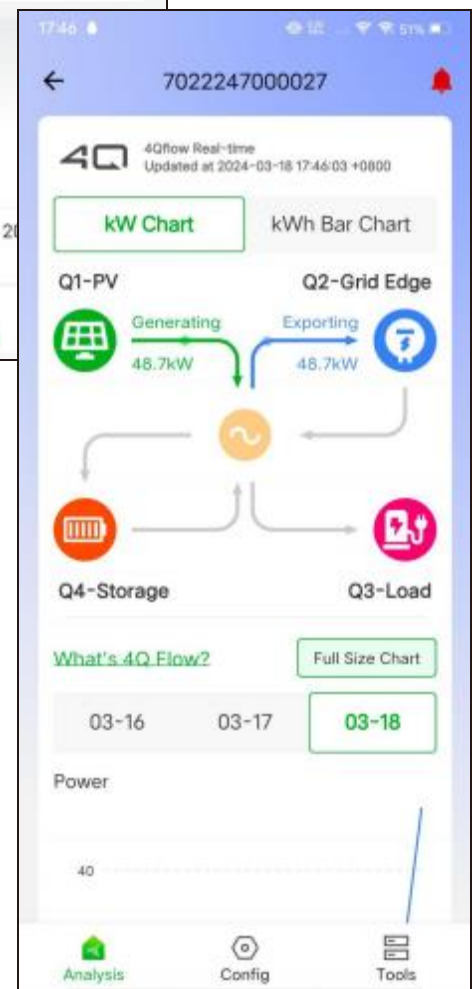 17:46
51%
7022247000027
4Q
4Qflow Real-time
Updated at 2024-03-18 17:46:03 +0800
kW Chart
kWh Bar Chart
Q1-PV
Q2-Grid Edge
Generating
Exporting
48.7kW
48.7kW
Q4-Storage
Q3-Load
What's 4Q Flow?
Full Size Chart
03-16
03-17
03-18
Power
40
Analysis
Config
Tools